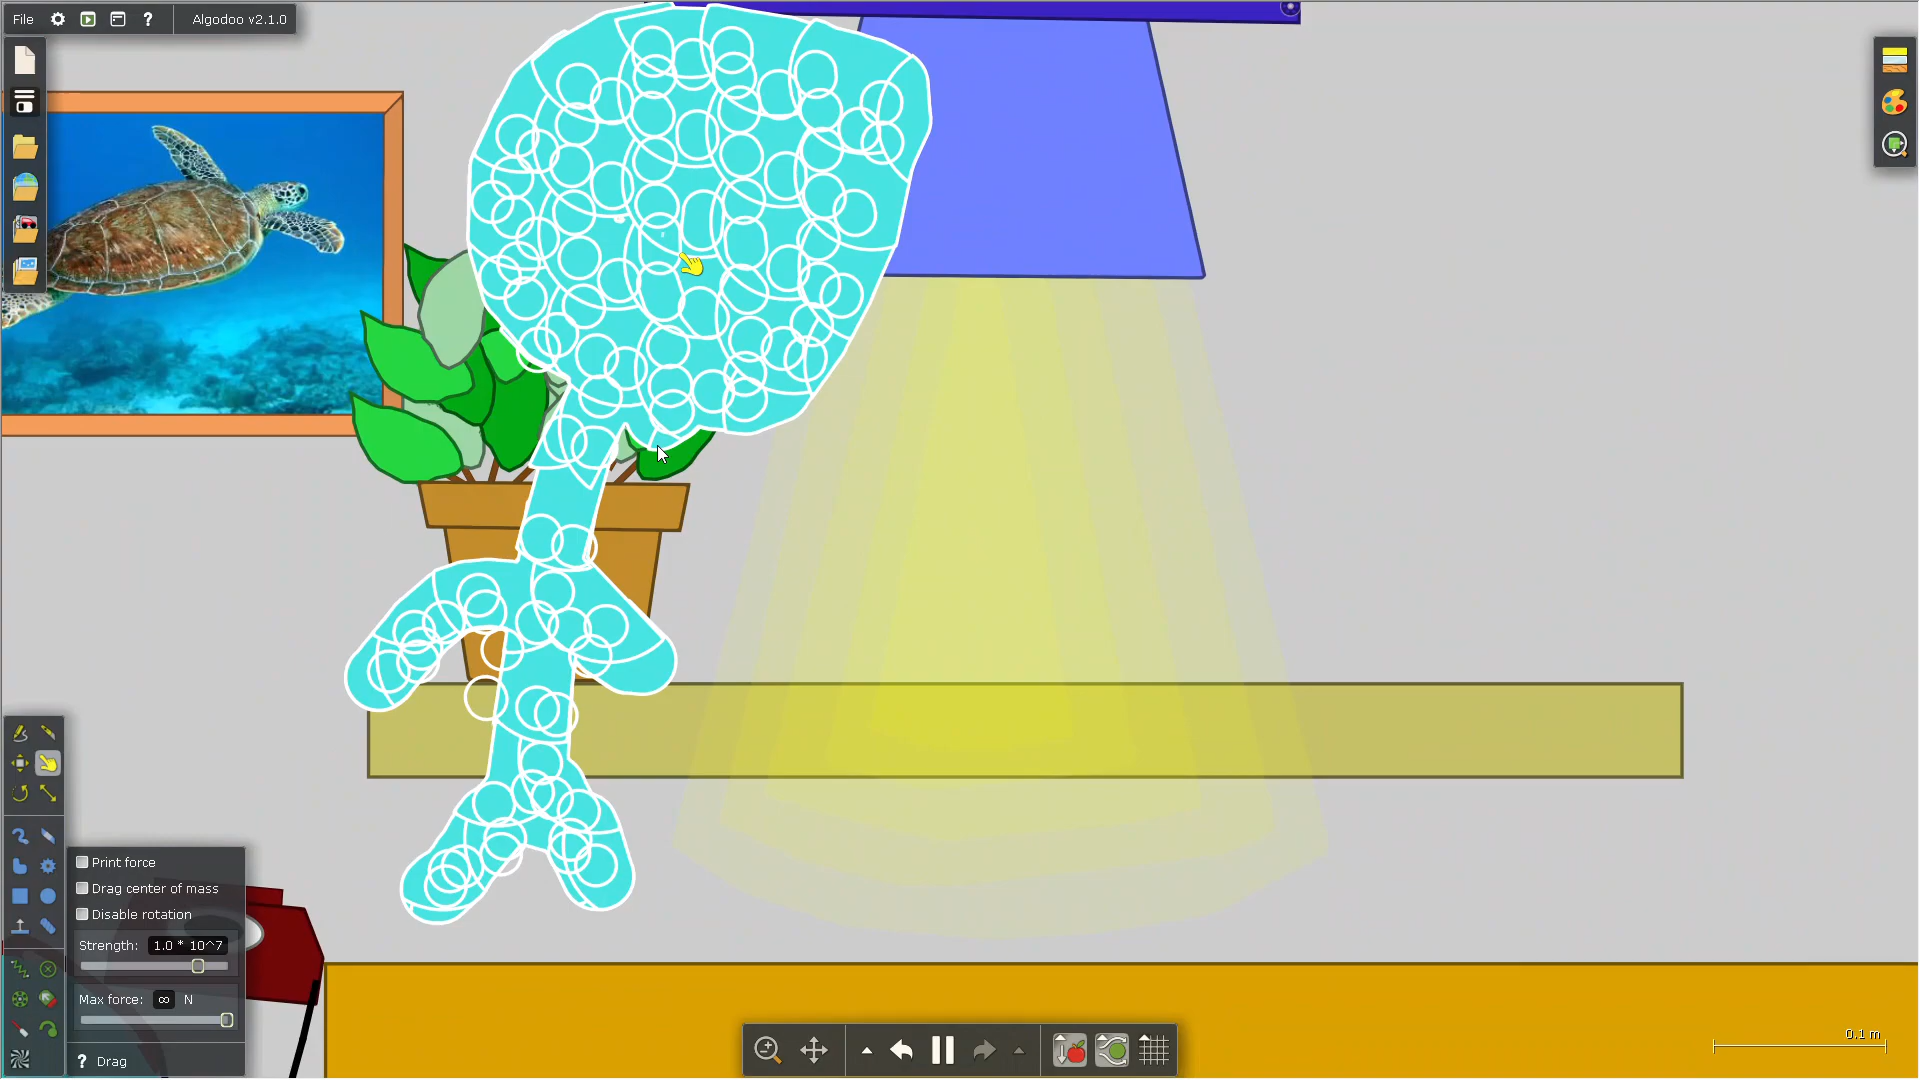 File ? Algodoo v2.1.0
Print force
Drag center of mass
Disable rotation
Strength: 1.0 * 10^7
Max force: ∞ N
? Drag
0.1 m